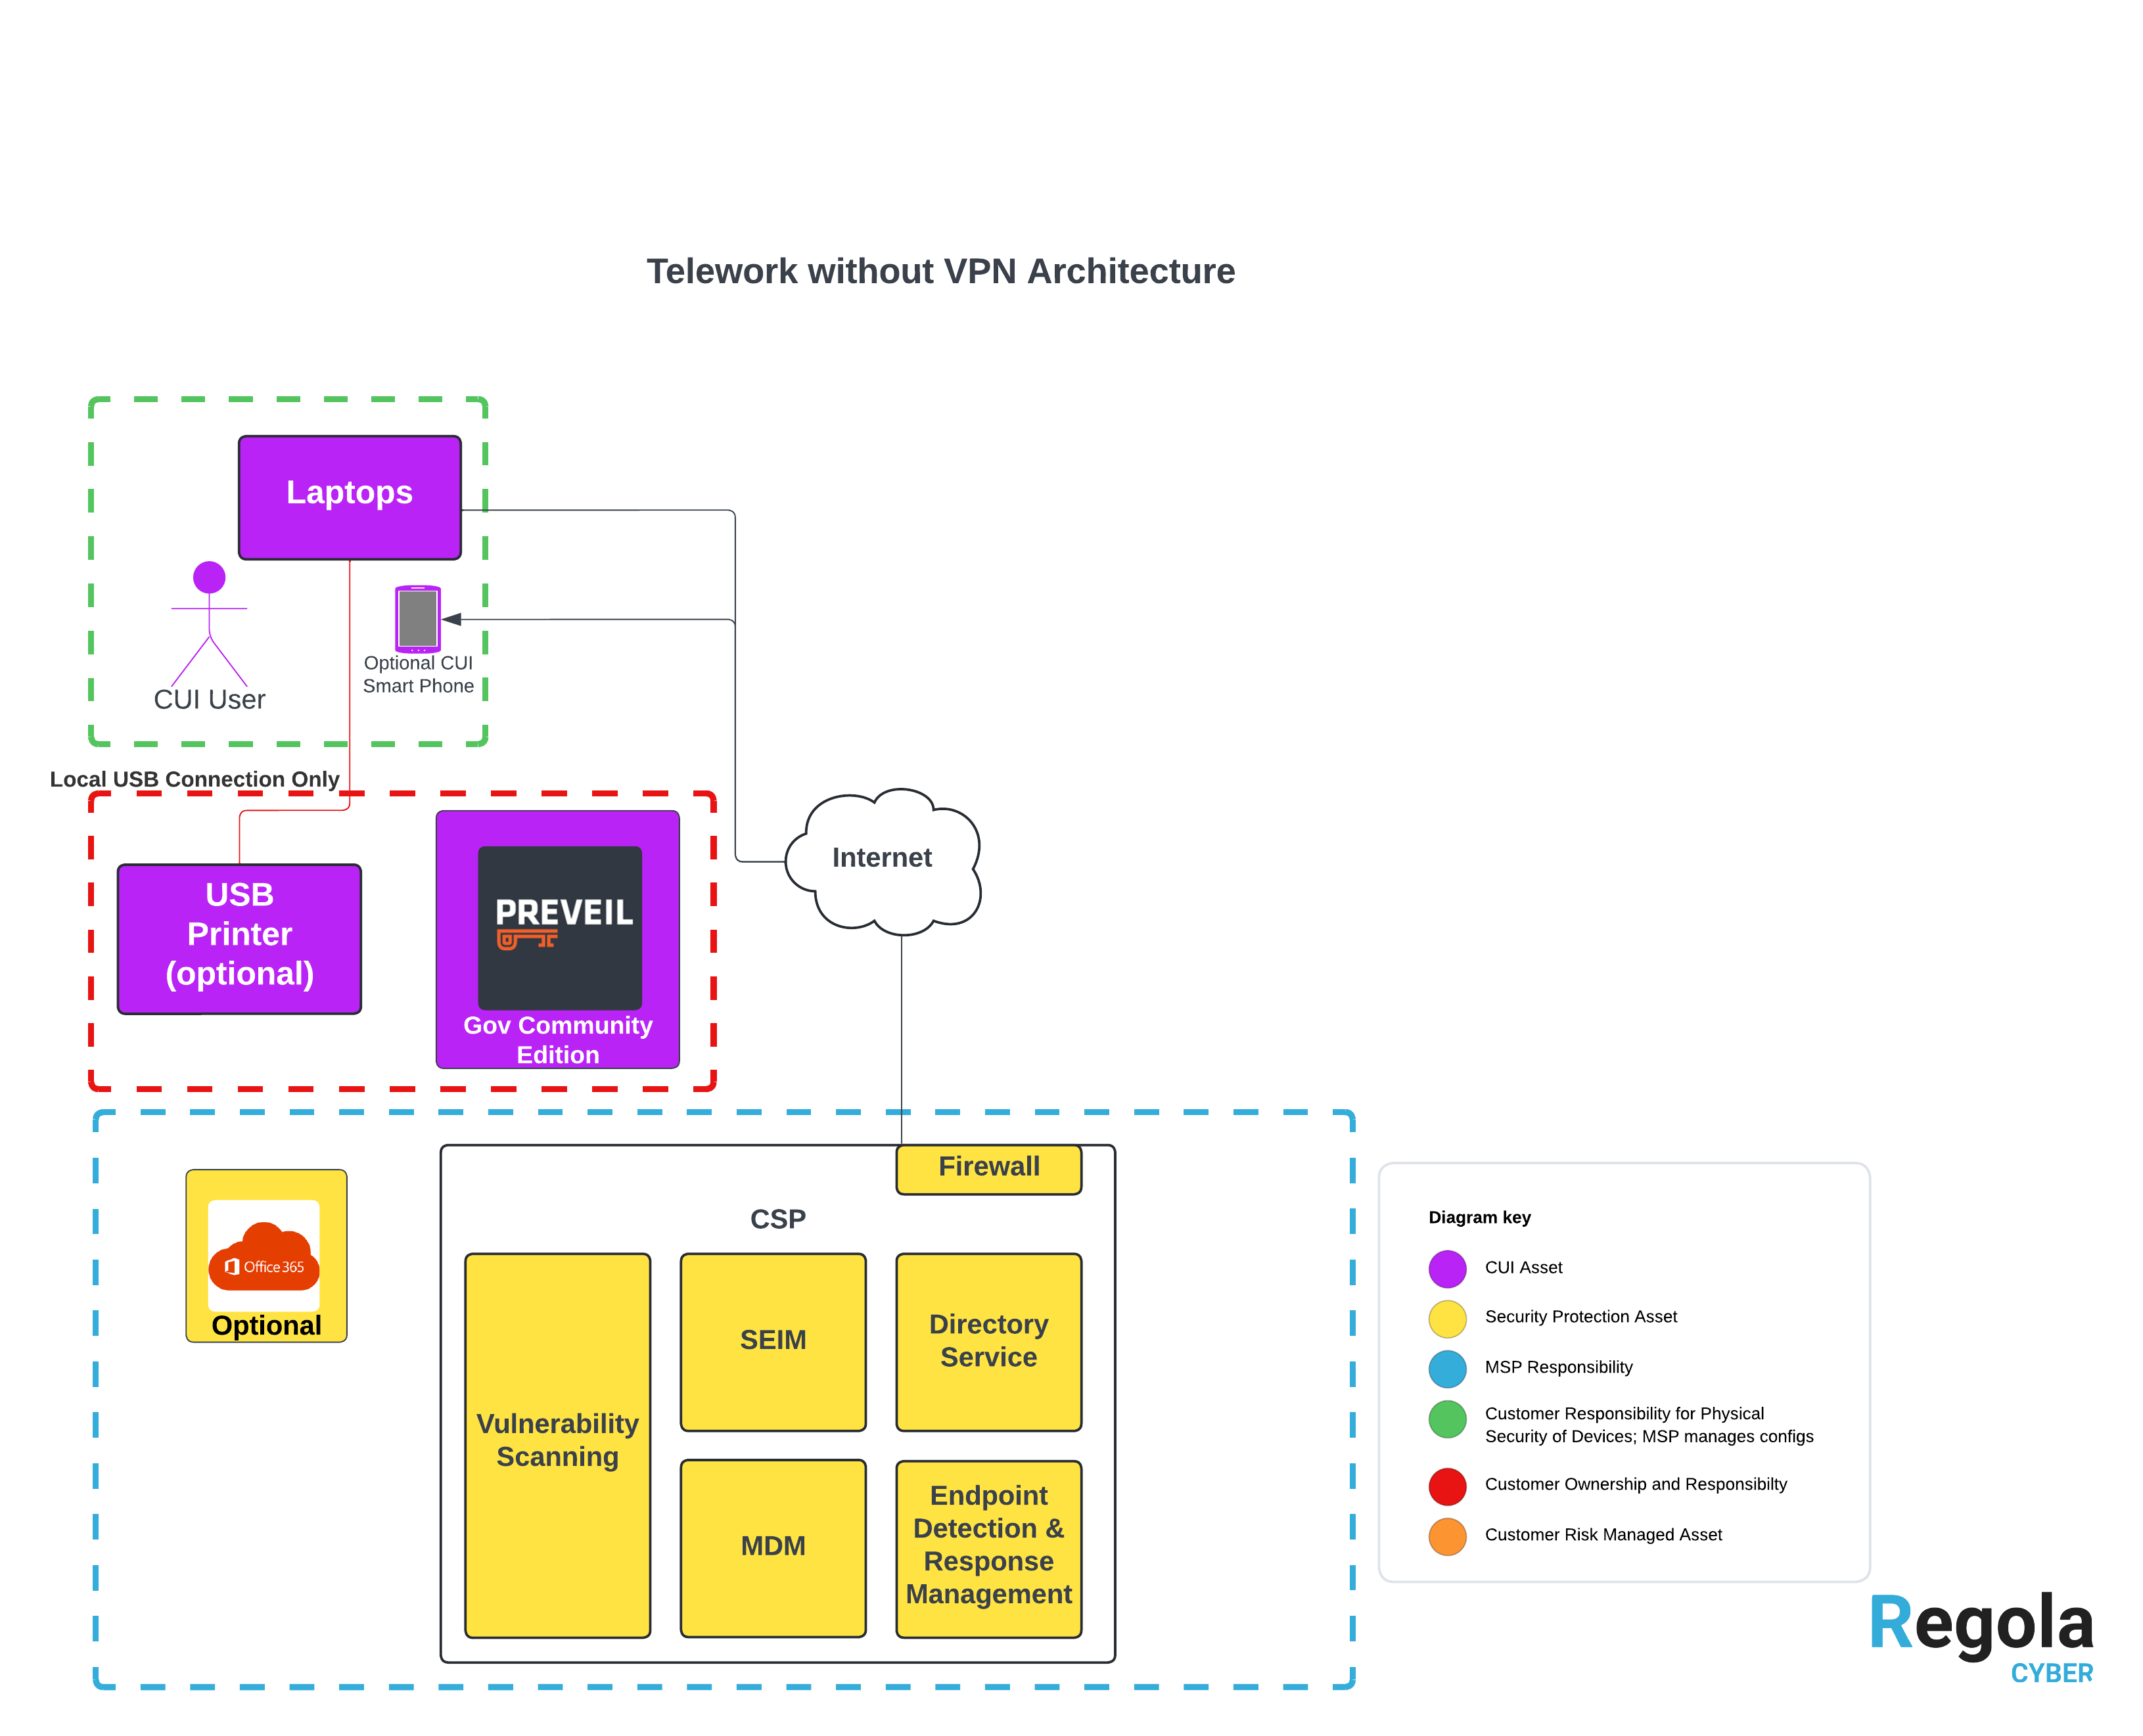 Telework without VPN Architecture
Laptops
CUI User
Optional CUI
Smart Phone
Local USB Connection Only
USB
Printer
(optional)
PREVEIL
Gov Community
Edition
Internet
Office 365
Optional
Firewall
CSP
Vulnerability
Scanning
SEIM
Directory
Service
MDM
Endpoint
Detection &
Response
Management
Diagram key
CUI Asset
Security Protection Asset
MSP Responsibility
Customer Responsibility for Physical
Security of Devices; MSP manages configs
Customer Ownership and Responsibilty
Customer Risk Managed Asset
Regola
CYBER